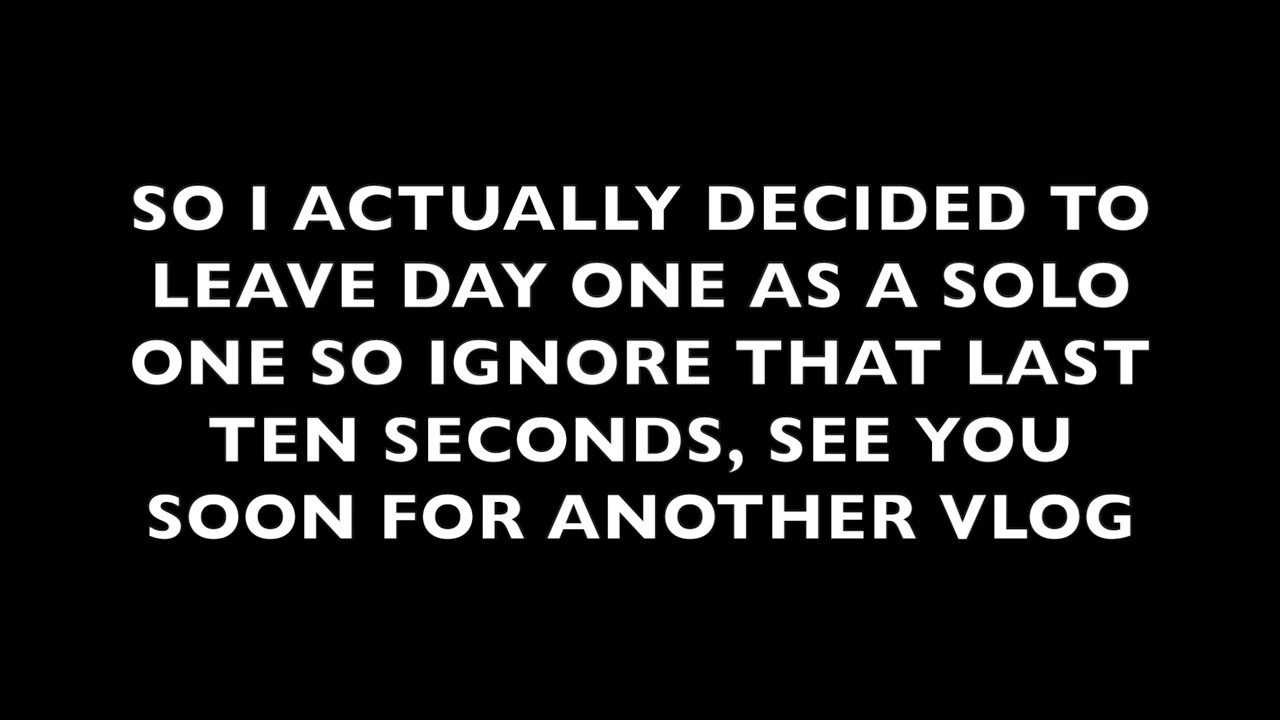 SO I ACTUALLY DECIDED TO
LEAVE DAY ONE AS A SOLO
ONE SO IGNORE THAT LAST
TEN SECONDS, SEE YOU
SOON FOR ANOTHER VLOG